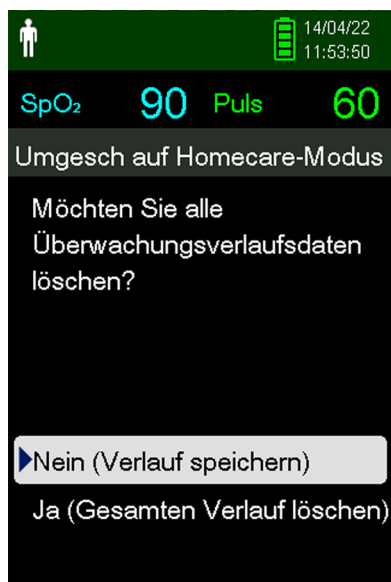 14/04/22
11:53:50
SpO₂ 90 Puls 60
Umgesch auf Homecare-Modus
Möchten Sie alle
Überwachungsverlaufsdaten
löschen?
Nein (Verlauf speichern)
Ja (Gesamten Verlauf löschen)